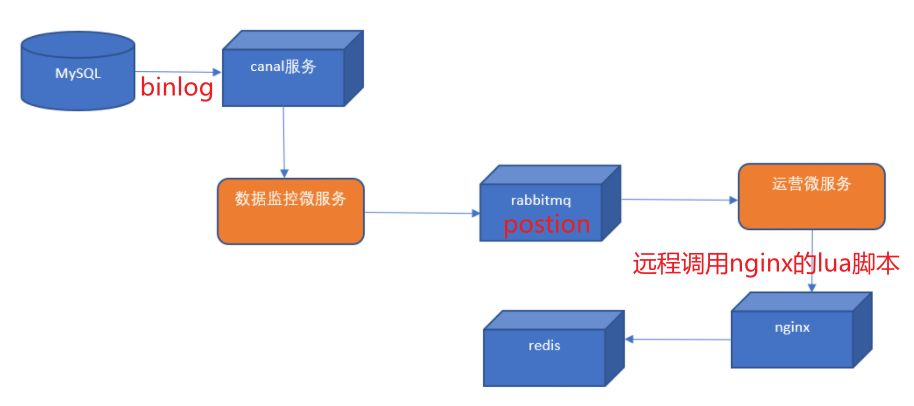 MySQL
binlog
canal服务
数据监控微服务
rabbitmq
postion
运营微服务
远程调用nginx的lua脚本
nginx
redis